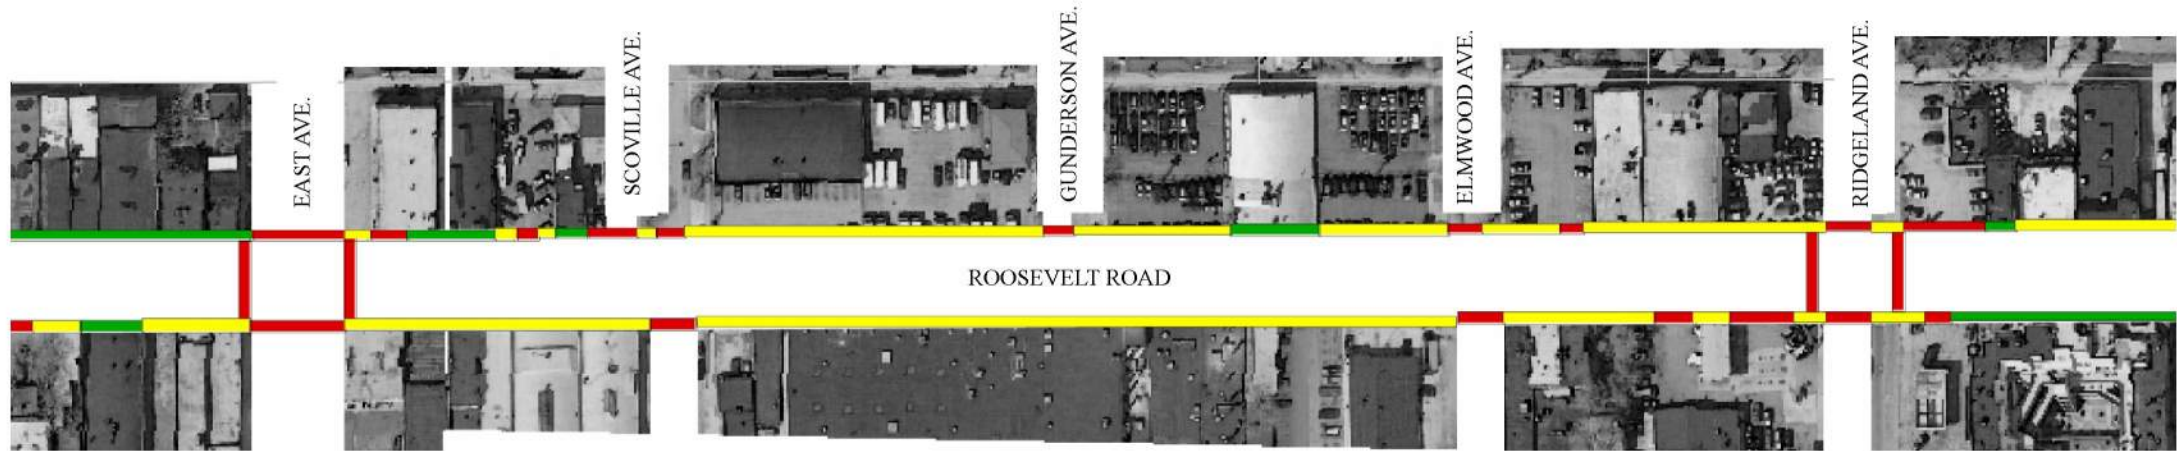 EAST AVE.
SCOVILLE AVE.
GUNDERSON AVE.
ELMWOOD AVE.
RIDGELAND AVE.
ROOSEVELT ROAD